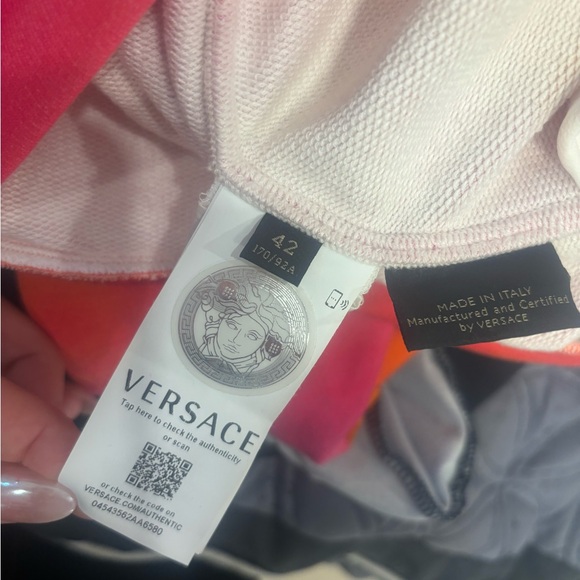 42
170/92A
VERSACE
Tap here to check the authenticity
or scan
or check the code on
VERSACE.COM/AUTHENTIC
04543562AA6580
MADE IN ITALY
Manufactured and Certified
by VERSACE